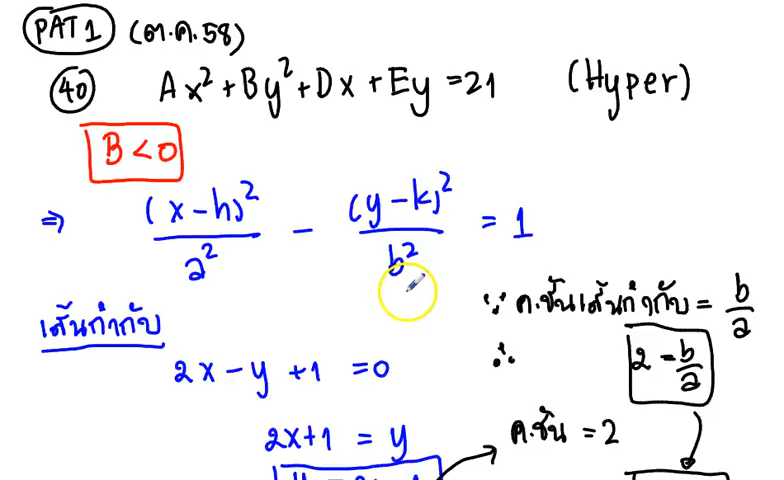 PAT1 (ต.ค.58)
40 Ax² + By² + Dx + Ey = 21 (Hyper)
B < 0
⇒ (x-h)²/a² - (y-k)²/b² = 1
∵ ค.ชันเส้นกำกับ = b/a
เส้นกำกับ
∴ 2 = b/a
2x - y + 1 = 0
ค.ชัน = 2
2x+1 = y